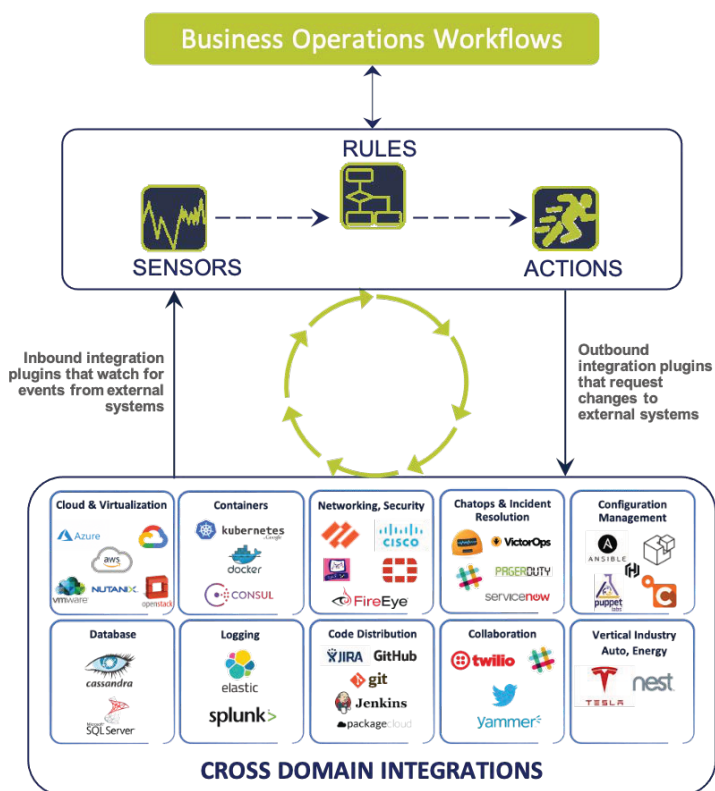 Business Operations Workflows
RULES
SENSORS
ACTIONS
Inbound integration
plugins that watch for
events from external
systems
Outbound
integration plugins
that request
changes to
external systems
Cloud & Virtualization
Azure
aws
vmware
NUTANIX
openstack
Containers
kubernetes
docker
CONSUL
Networking, Security
CISCO
FireEye
Chatops & Incident
Resolution
VictorOps
PAGERDUTY
servicenow
Configuration
Management
ANSIBLE
puppet
labs
Database
cassandra
Microsoft
SQL Server
Logging
elastic
splunk>
Code Distribution
JIRA GitHub
git
Jenkins
packagecloud
Collaboration
twilio
yammer
Vertical Industry
Auto, Energy
TESLA
nest
CROSS DOMAIN INTEGRATIONS